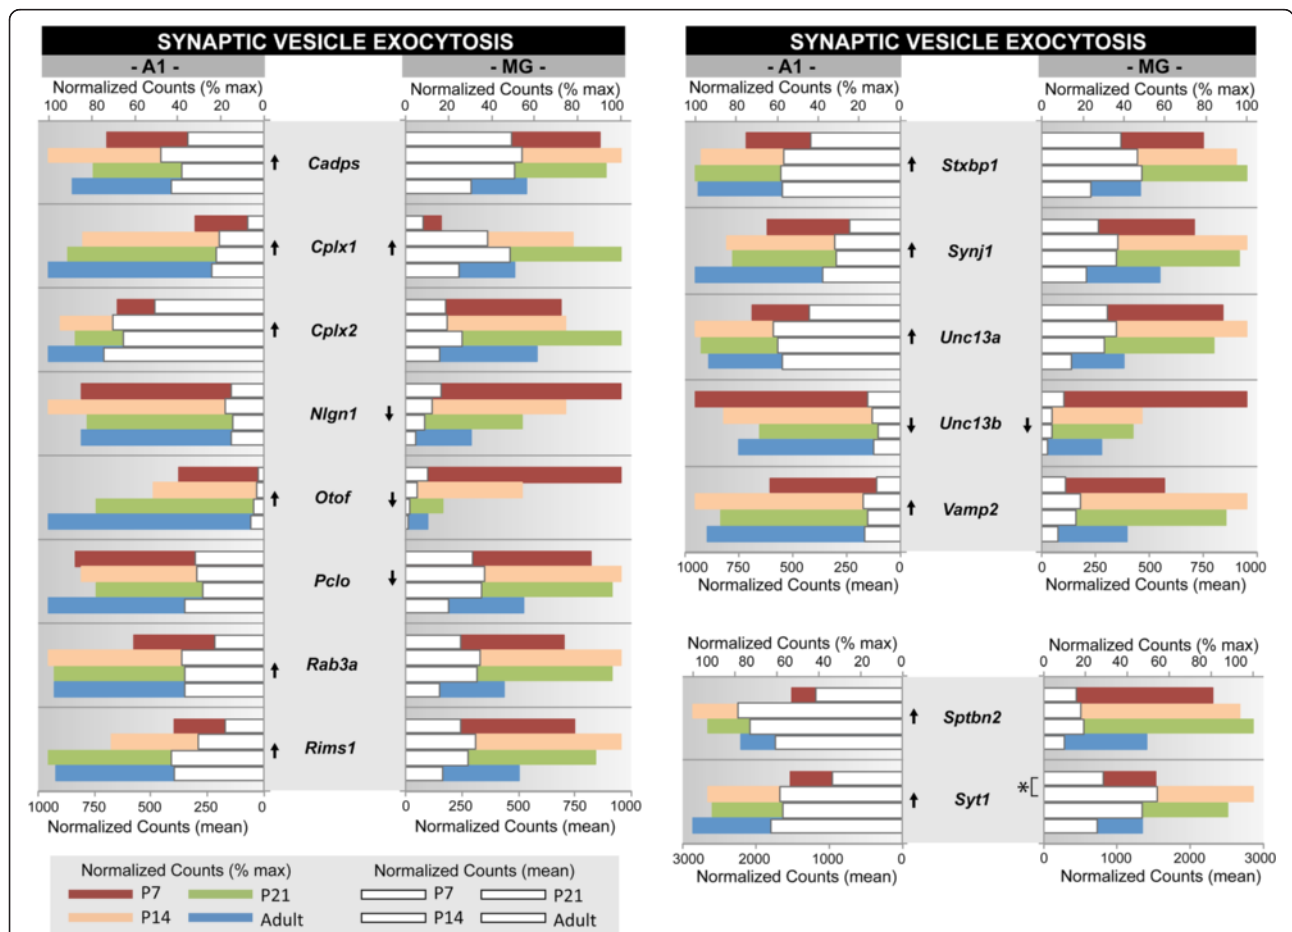 SYNAPTIC VESICLE EXOCYTOSIS
- A1 -
- MG -
Normalized Counts (% max)
Normalized Counts (% max)
100 80 60 40 20 0
0 20 40 60 80 100
Cadps
Cplx1
Cplx2
Nlgn1
Otof
Pclo
Rab3a
Rims1
1000 750 500 250 0
0 250 500 750 1000
Normalized Counts (mean)
Normalized Counts (mean)
Normalized Counts (% max)
Normalized Counts (mean)
P7
P21
P7
P21
P14
Adult
P14
Adult
SYNAPTIC VESICLE EXOCYTOSIS
- A1 -
- MG -
Normalized Counts (% max)
Normalized Counts (% max)
100 80 60 40 20 0
0 20 40 60 80 100
Stxbp1
Synj1
Unc13a
Unc13b
Vamp2
1000 750 500 250 0
0 250 500 750 1000
Normalized Counts (mean)
Normalized Counts (mean)
Normalized Counts (% max)
Normalized Counts (% max)
100 80 60 40 20 0
0 20 40 60 80 100
Sptbn2
Syt1
*
3000 2000 1000 0
0 1000 2000 3000
Normalized Counts (mean)
Normalized Counts (mean)